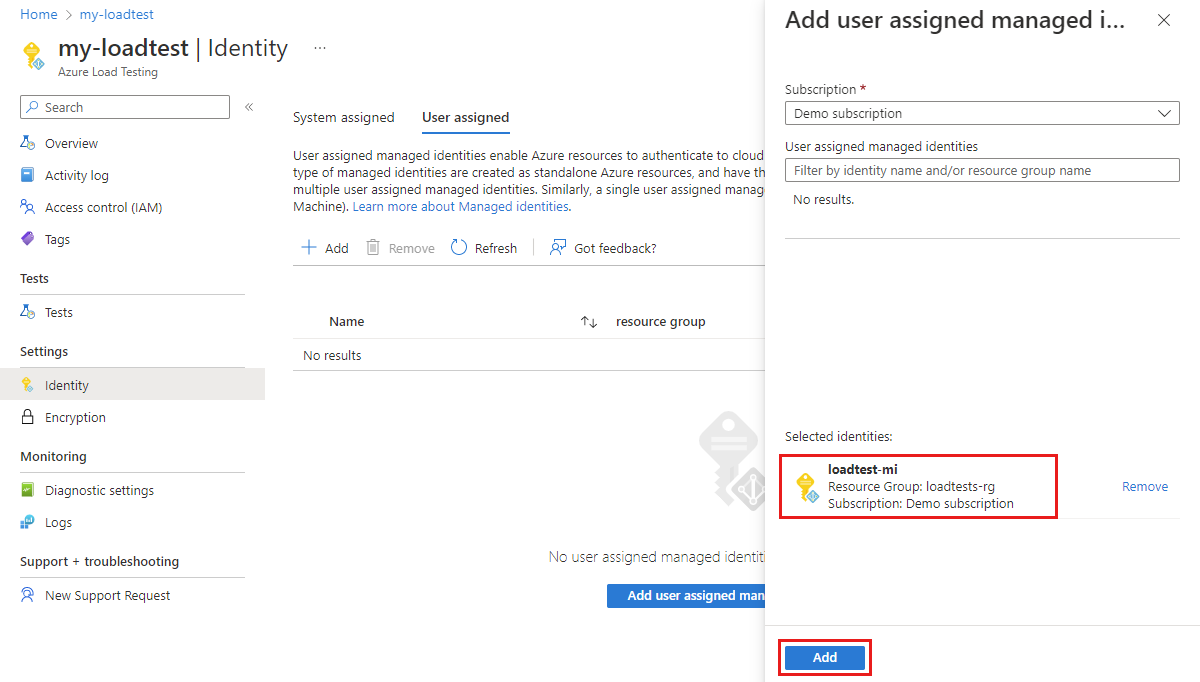 Home > my-loadtest
my-loadtest | Identity ...
Azure Load Testing
Search
«
Overview
Activity log
Access control (IAM)
Tags
Tests
Tests
Settings
Identity
Encryption
Monitoring
Diagnostic settings
Logs
Support + troubleshooting
New Support Request
System assigned
User assigned
User assigned managed identities enable Azure resources to authenticate to cloud
type of managed identities are created as standalone Azure resources, and have th
multiple user assigned managed identities. Similarly, a single user assigned manag
Machine). Learn more about Managed identities.
Add
Remove
Refresh
Got feedback?
Name
resource group
No results
No user assigned managed identiti
Add user assigned man
Add user assigned managed i...
Subscription *
Demo subscription
User assigned managed identities
Filter by identity name and/or resource group name
No results.
Selected identities:
loadtest-mi
Resource Group: loadtests-rg
Subscription: Demo subscription
Remove
Add